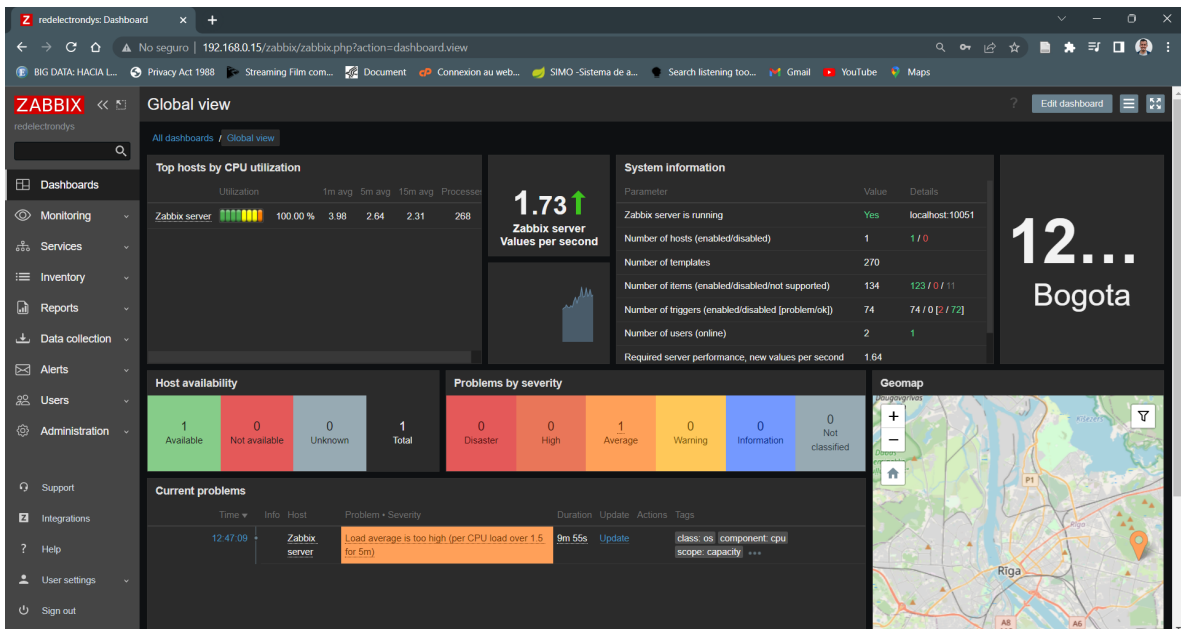 Z redelectrondys: Dashboard
No seguro | 192.168.0.15/zabbix/zabbix.php?action=dashboard.view
BIG DATA: HACIA L... Privacy Act 1988 Streaming Film com... Document Connexion au web... SIMO -Sistema de a... Search listening too... Gmail YouTube Maps
ZABBIX
redelectrondys
Dashboards
Monitoring
Services
Inventory
Reports
Data collection
Alerts
Users
Administration
Support
Z Integrations
? Help
User settings
Sign out
Global view
? Edit dashboard
All dashboards / Global view
Top hosts by CPU utilization
Utilization 1m avg 5m avg 15m avg Processes
Zabbix server 100.00 % 3.98 2.64 2.31 268
1.73
Zabbix server
Values per second
System information
Parameter Value Details
Zabbix server is running Yes localhost:10051
Number of hosts (enabled/disabled) 1 1 / 0
Number of templates 270
Number of items (enabled/disabled/not supported) 134 123 / 0 / 11
Number of triggers (enabled/disabled [problem/ok]) 74 74 / 0 [2 / 72]
Number of users (online) 2 1
Required server performance, new values per second 1.64
12...
Bogota
Host availability
1 Available
0 Not available
0 Unknown
1 Total
Problems by severity
0 Disaster
0 High
1 Average
0 Warning
0 Information
0 Not classified
Geomap
Daugavgrīvas
+
−
P1
Rīga
Rīga
A8
A6
Current problems
Time Info Host Problem • Severity Duration Update Actions Tags
12:47:09 Zabbix server Load average is too high (per CPU load over 1.5 for 5m) 9m 55s Update class: os component: cpu scope: capacity •••